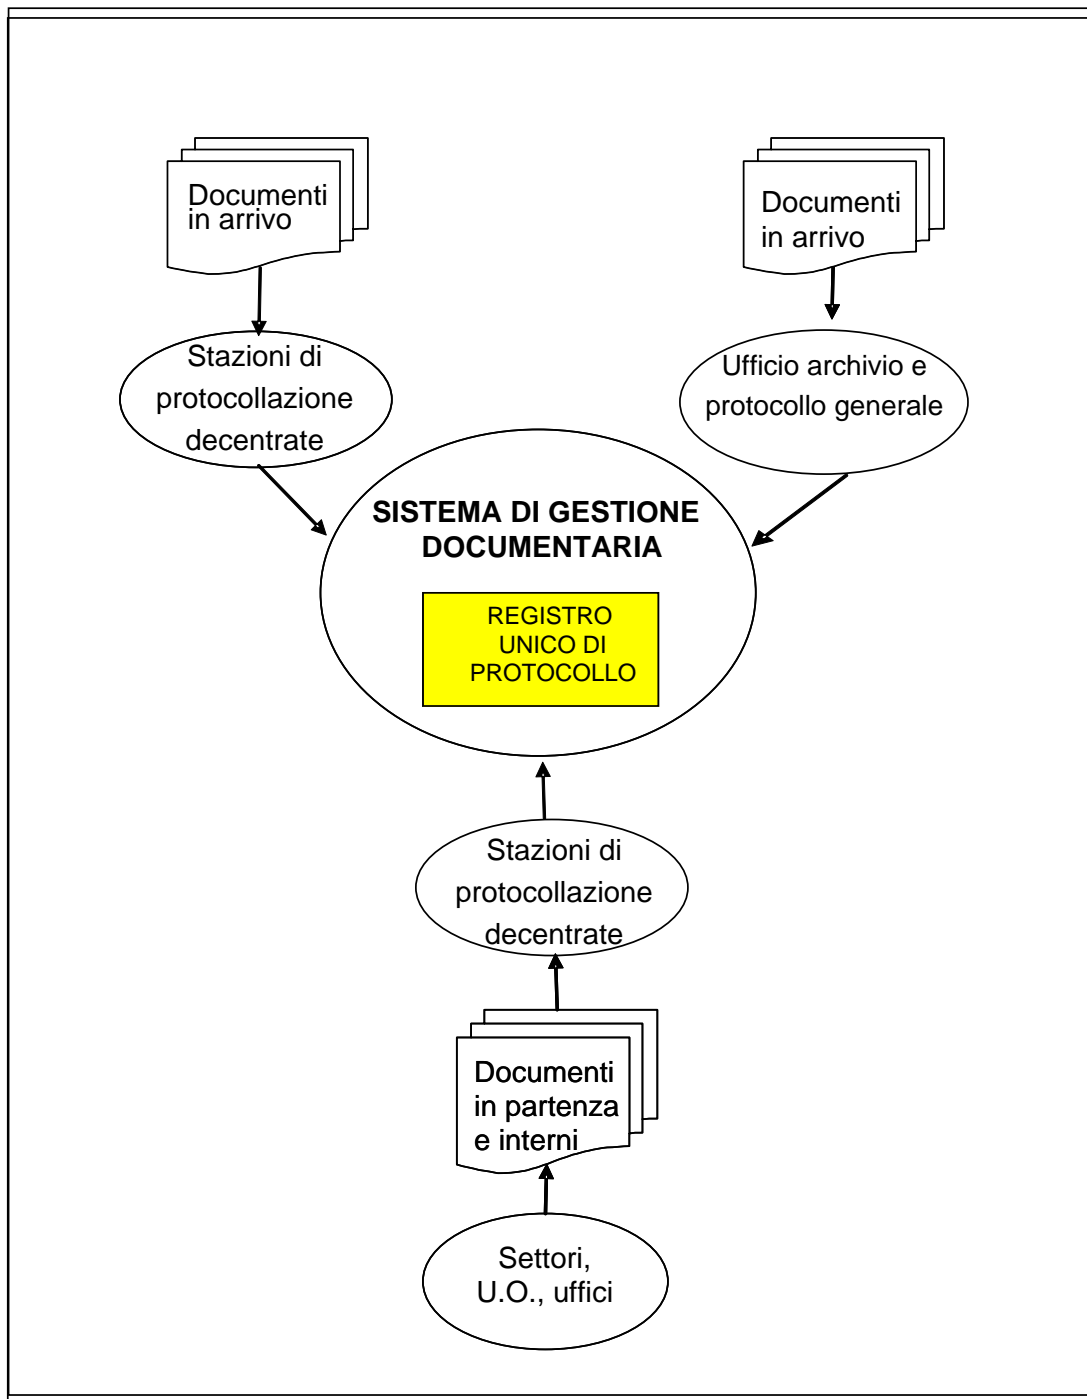 Documenti
in arrivo
Documenti
in arrivo
Stazioni di
protocollazione
decentrate
Ufficio archivio e
protocollo generale
SISTEMA DI GESTIONE
DOCUMENTARIA
REGISTRO
UNICO DI
PROTOCOLLO
Stazioni di
protocollazione
decentrate
Documenti
in partenza
e interni
Settori,
U.O., uffici